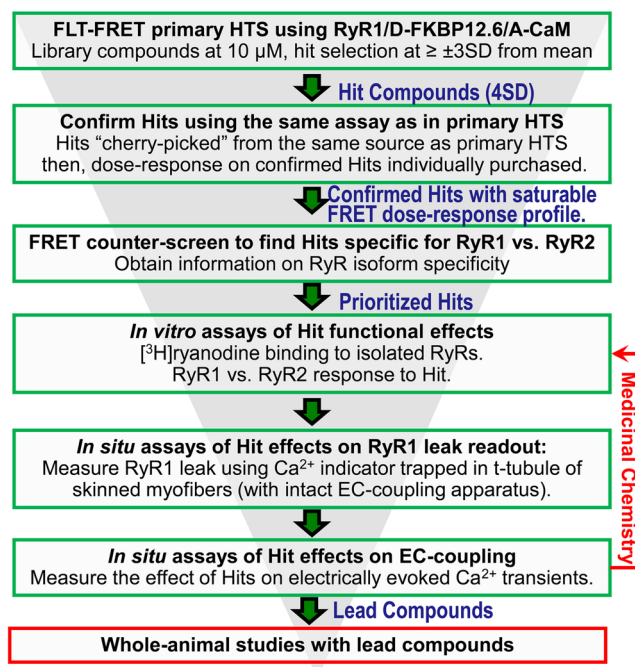 FLT-FRET primary HTS using RyR1/D-FKBP12.6/A-CaM
Library compounds at 10 µM, hit selection at ≥ ±3SD from mean
Hit Compounds (4SD)
Confirm Hits using the same assay as in primary HTS
Hits “cherry-picked” from the same source as primary HTS
then, dose-response on confirmed Hits individually purchased.
Confirmed Hits with saturable
FRET dose-response profile.
FRET counter-screen to find Hits specific for RyR1 vs. RyR2
Obtain information on RyR isoform specificity
Prioritized Hits
In vitro assays of Hit functional effects
[³H]ryanodine binding to isolated RyRs.
RyR1 vs. RyR2 response to Hit.
In situ assays of Hit effects on RyR1 leak readout:
Measure RyR1 leak using Ca²⁺ indicator trapped in t-tubule of
skinned myofibers (with intact EC-coupling apparatus).
In situ assays of Hit effects on EC-coupling
Measure the effect of Hits on electrically evoked Ca²⁺ transients.
Medicinal Chemistry
Lead Compounds
Whole-animal studies with lead compounds